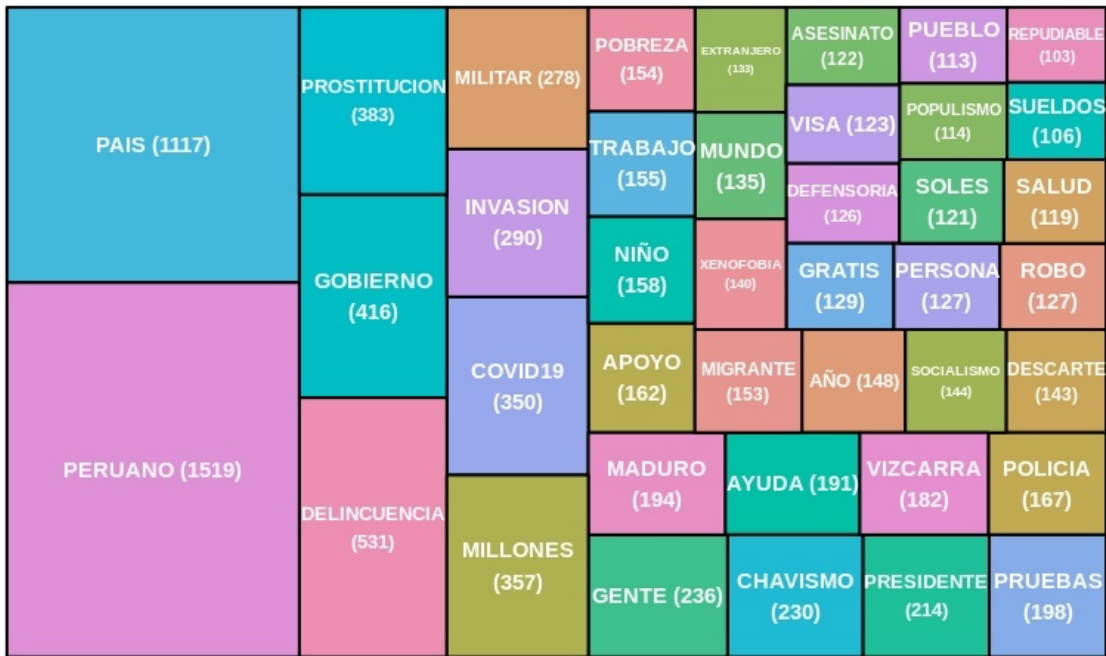 PAIS (1117)
PERUANO (1519)
PROSTITUCION
(383)
GOBIERNO
(416)
DELINCUENCIA
(531)
MILITAR (278)
INVASION
(290)
COVID19
(350)
MILLONES
(357)
POBREZA
(154)
TRABAJO
(155)
NIÑO
(158)
APOYO
(162)
EXTRANJERO
(133)
MUNDO
(135)
XENOFOBIA
(140)
ASESINATO
(122)
VISA (123)
DEFENSORIA
(126)
PUEBLO
(113)
POPULISMO
(114)
SOLES
(121)
REPUDIABLE
(103)
SUELDOS
(106)
SALUD
(119)
GRATIS
(129)
PERSONA
(127)
ROBO
(127)
MIGRANTE
(153)
AÑO (148)
SOCIALISMO
(144)
DESCARTE
(143)
MADURO
(194)
AYUDA (191)
VIZCARRA
(182)
POLICIA
(167)
GENTE (236)
CHAVISMO
(230)
PRESIDENTE
(214)
PRUEBAS
(198)